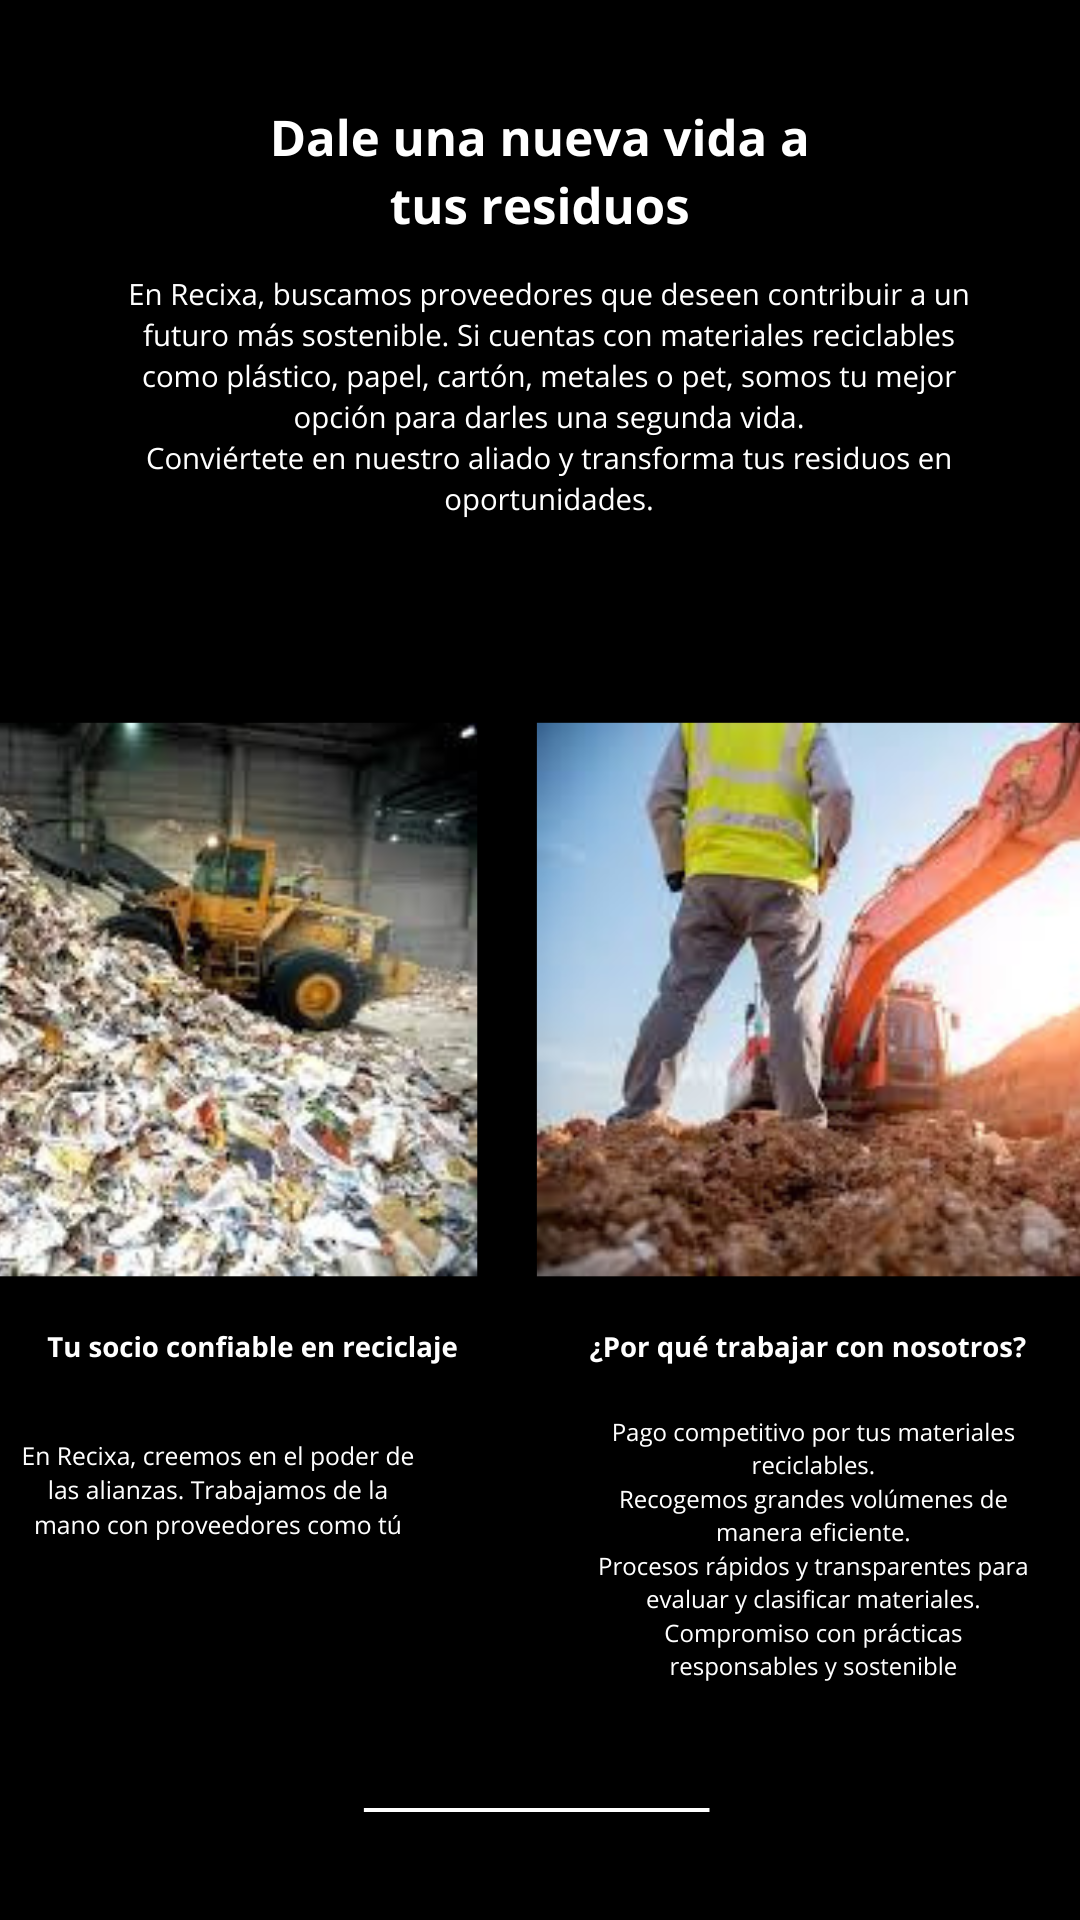 Dale una nueva vida a
tus residuos
En Recixa, buscamos proveedores que deseen contribuir a un
futuro más sostenible. Si cuentas con materiales reciclables
como plástico, papel, cartón, metales o pet, somos tu mejor
opción para darles una segunda vida.
Conviértete en nuestro aliado y transforma tus residuos en
oportunidades.
Tu socio confiable en reciclaje
En Recixa, creemos en el poder de
las alianzas. Trabajamos de la
mano con proveedores como tú
¿Por qué trabajar con nosotros?
Pago competitivo por tus materiales
reciclables.
Recogemos grandes volúmenes de
manera eficiente.
Procesos rápidos y transparentes para
evaluar y clasificar materiales.
Compromiso con prácticas
responsables y sostenible